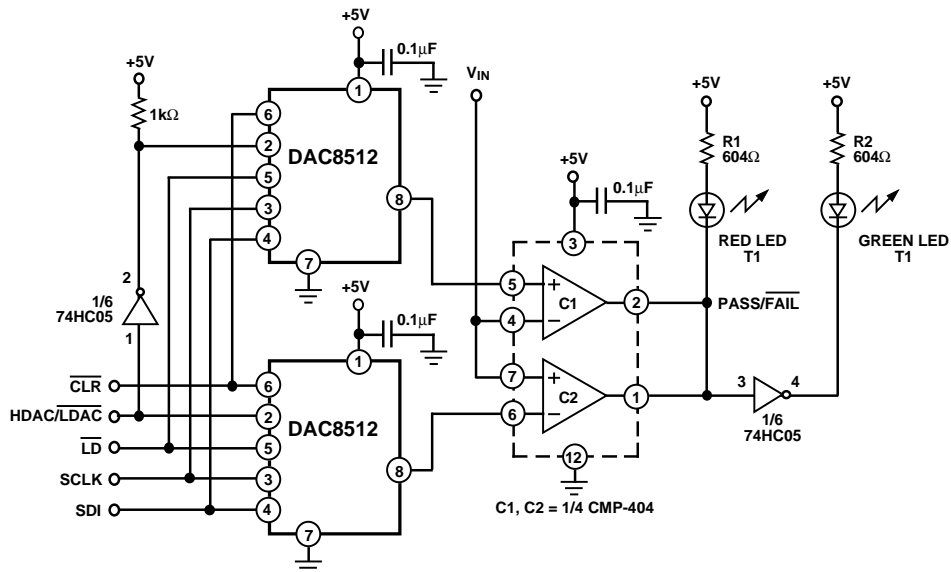 +5V
0.1μF
1
+5V
1kΩ
6
2
5
3
4
DAC8512
8
7
2
1/6
74HC05
1
+5V
0.1μF
1
CLR
HDAC/LDAC
LD
SCLK
SDI
6
2
5
3
4
DAC8512
8
7
VIN
+5V
0.1μF
3
5
4
+
–
C1
2
7
6
+
–
C2
1
12
C1, C2 = 1/4 CMP-404
+5V
R1
604Ω
RED LED
T1
PASS/FAIL
+5V
R2
604Ω
GREEN LED
T1
3
4
1/6
74HC05